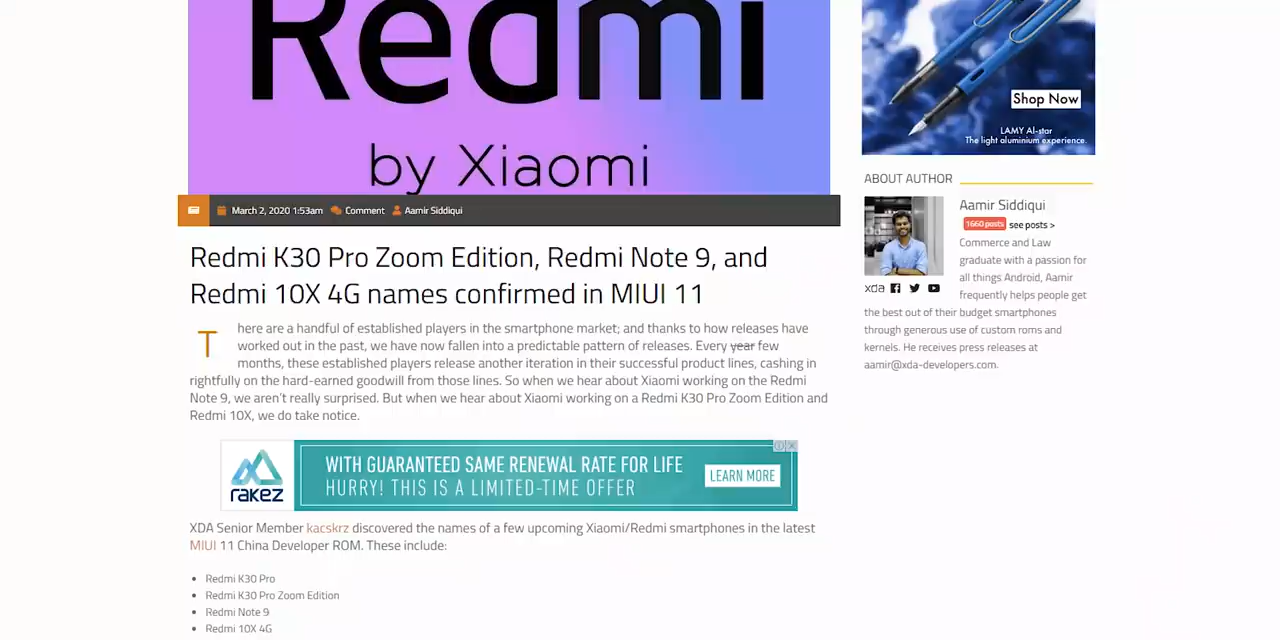 Redmi
by Xiaomi
March 2, 2020 1:53am Comment Aamir Siddiqui
Redmi K30 Pro Zoom Edition, Redmi Note 9, and
Redmi 10X 4G names confirmed in MIUI 11
There are a handful of established players in the smartphone market; and thanks to how releases have
worked out in the past, we have now fallen into a predictable pattern of releases. Every year few
months, these established players release another iteration in their successful product lines, cashing in
rightfully on the hard-earned goodwill from those lines. So when we hear about Xiaomi working on the Redmi
Note 9, we aren't really surprised. But when we hear about Xiaomi working on a Redmi K30 Pro Zoom Edition and
Redmi 10X, we do take notice.
rakez
WITH GUARANTEED SAME RENEWAL RATE FOR LIFE
HURRY! THIS IS A LIMITED-TIME OFFER
LEARN MORE
XDA Senior Member kacskrz discovered the names of a few upcoming Xiaomi/Redmi smartphones in the latest
MIUI 11 China Developer ROM. These include:
Redmi K30 Pro
Redmi K30 Pro Zoom Edition
Redmi Note 9
Redmi 10X 4G
Shop Now
LAMY Al-star
The light aluminium experience.
ABOUT AUTHOR
Aamir Siddiqui
1660 posts see posts >
Commerce and Law
graduate with a passion for
all things Android, Aamir
xda
frequently helps people get
the best out of their budget smartphones
through generous use of custom roms and
kernels. He receives press releases at
aamir@xda-developers.com.